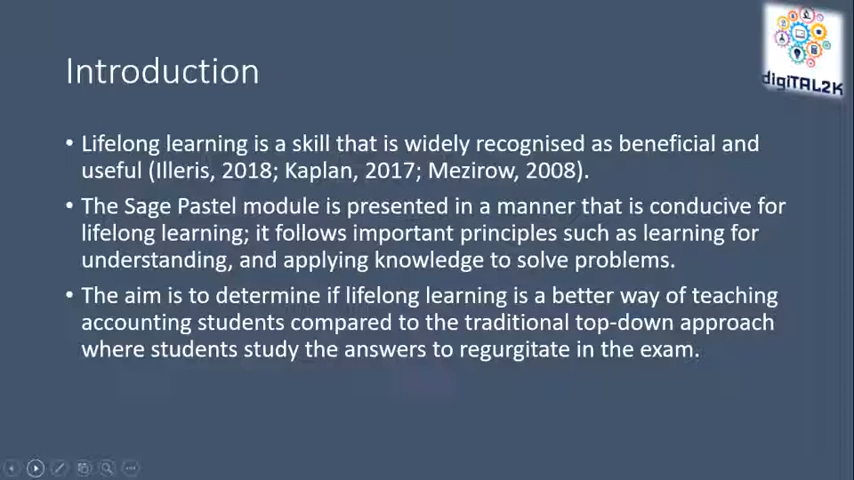 digiTAL2K
Introduction
• Lifelong learning is a skill that is widely recognised as beneficial and
useful (Illeris, 2018; Kaplan, 2017; Mezirow, 2008).
• The Sage Pastel module is presented in a manner that is conducive for
lifelong learning; it follows important principles such as learning for
understanding, and applying knowledge to solve problems.
• The aim is to determine if lifelong learning is a better way of teaching
accounting students compared to the traditional top-down approach
where students study the answers to regurgitate in the exam.